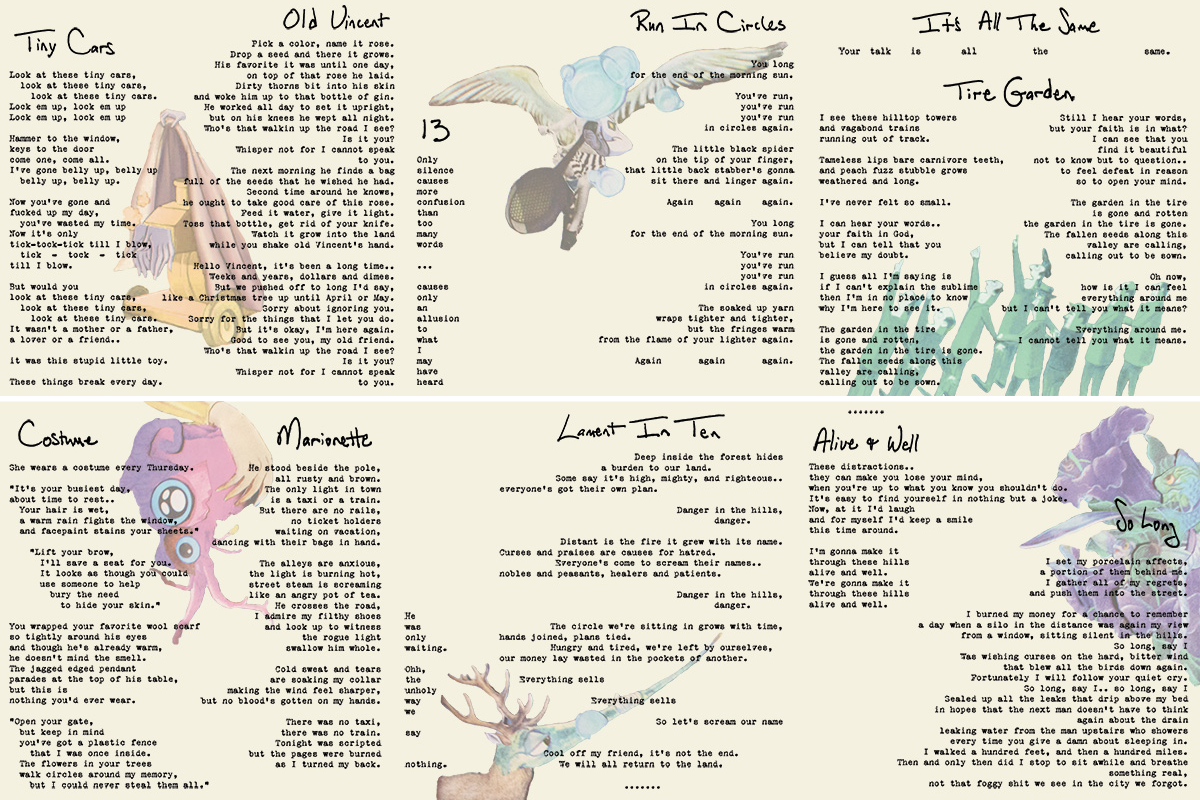 Tiny Cars
Look at these tiny cars,
look at these tiny cars,
look at these tiny cars.
Lock em up, lock em up
Lock em up, lock em up
Hammer to the window,
keys to the door
come one, come all.
I've gone belly up, belly up
belly up, belly up.
Now you've gone and
fucked up my day,
you've wasted my time.
Now it's only
tick-tock-tick till I blow,
tick - tock - tick
till I blow.
But would you
look at these tiny cars,
look at these tiny cars,
look at these tiny cars.
It wasn't a mother or a father,
a lover or a friend..
it was this stupid little toy.
These things break every day.
Old Vincent
Pick a color, name it rose.
Drop a seed and there it grows.
His favorite it was until one day,
on top of that rose he laid.
Dirty thorns bit into his skin
and woke him up to that bottle of gin.
He worked all day to set it upright,
but on his knees he wept all night.
Who's that walkin up the road I see?
Is it you?
Whisper not for I cannot speak
to you.
The next morning he finds a bag
full of the seeds that he wished he had.
Second time around he knows,
he ought to take good care of this rose.
Feed it water, give it light.
Toss that bottle, get rid of your knife.
Watch it grow into the land
while you shake old Vincent's hand.
Hello Vincent, it's been a long time..
Weeks and years, dollars and dimes.
But we pushed off to long I'd say,
like a Christmas tree up until April or May.
Sorry about ignoring you.
Sorry for the things that I let you do.
But it's okay, I'm here again.
Good to see you, my old friend.
Who's that walkin up the road I see?
Is it you?
Whisper not for I cannot speak
to you.
13
Only
silence
causes
more
confusion
than
too
many
words
...
causes
only
an
allusion
to
what
I
may
have
heard
Run In Circles
You long
for the end of the morning sun.
You've run,
you've run
you've run
in circles again.
The little black spider
on the tip of your finger,
that little back stabber's gonna
sit there and linger again.
Again again again.
You long
for the end of the morning sun.
You've run
you've run
you've run
in circles again.
The soaked up yarn
wraps tighter and tighter,
but the fringes warm
from the flame of your lighter again.
Again again again.
It's All The Same
Your talk is all the same.
Tire Garden
I see these hilltop towers
and vagabond trains
running out of track.
Tameless lips bare carnivore teeth,
and peach fuzz stubble grows
weathered and long.
I've never felt so small.
I can hear your words..
your faith in God,
but I can tell that you
believe my doubt.
I guess all I'm saying is
if I can't explain the sublime
then I'm in no place to know
why I'm here to see it.
The garden in the tire
is gone and rotten,
the garden in the tire is gone.
The fallen seeds along this
valley are calling,
calling out to be sown.
Still I hear your words,
but your faith is in what?
I can see that you
find it beautiful
not to know but to question..
to feel defeat in reason
so to open your mind.
The garden in the tire
is gone and rotten
the garden in the tire is gone.
The fallen seeds along this
valley are calling,
calling out to be sown.
Oh now,
how is it I can feel
everything around me
but I can't tell you what it means?
Everything around me.
I cannot tell you what it means.
Costume
She wears a costume every Thursday.
"It's your busiest day,
about time to rest..
Your hair is wet,
a warm rain fights the window,
and facepaint stains your sheets."
"Lift your brow,
I'll save a seat for you.
It looks as though you could
use someone to help
bury the need
to hide your skin."
You wrapped your favorite wool scarf
so tightly around his eyes
and though he's already warm,
he doesn't mind the smell.
The jagged edged pendant
parades at the top of his table,
but this is
nothing you'd ever wear.
"Open your gate,
but keep in mind
you've got a plastic fence
that I was once inside.
The flowers in your trees
walk circles around my memory,
but I could never steal them all."
Marionette
He stood beside the pole,
all rusty and brown.
The only light in town
is a taxi or a train.
But there are no rails,
no ticket holders
waiting on vacation,
dancing with their bags in hand.
The alleys are anxious,
the light is burning hot,
street steam is screaming
like an angry pot of tea.
He crosses the road,
I admire my filthy shoes
and look up to witness
the rogue light
swallow him whole.
Cold sweat and tears
are soaking my collar
making the wind feel sharper,
but no blood's gotten on my hands.
There was no taxi,
there was no train.
Tonight was scripted
but the pages were burned
as I turned my back.
He
was
only
waiting.
Ohh,
the
unholy
way
we
say
nothing.
Lament In Ten
Deep inside the forest hides
a burden to our land.
Some say it's high, mighty, and righteous..
everyone's got their own plan.
Danger in the hills,
danger.
Distant is the fire it grew with its name.
Curses and praises are causes for hatred.
Everyone's come to scream their names..
nobles and peasants, healers and patients.
Danger in the hills,
danger.
The circle we're sitting in grows with time,
hands joined, plans tied.
Hungry and tired, we're left by ourselves,
our money lay wasted in the pockets of another.
Everything sells
Everything sells
So let's scream our name
Cool off my friend, it's not the end.
We will all return to the land.
.......
.......
Alive & Well
These distractions..
they can make you lose your mind,
when you're up to what you know you shouldn't do.
It's easy to find yourself in nothing but a joke.
Now, at it I'd laugh
and for myself I'd keep a smile
this time around.
I'm gonna make it
through these hills
alive and well.
We're gonna make it
through these hills
alive and well.
So Long
I set my porcelain affects,
a portion of them behind me.
I gather all of my regrets,
and push them into the street.
I burned my money for a chance to remember
a day when a silo in the distance was again my view
from a window, sitting silent in the hills.
So long, say I
Was wishing curses on the hard, bitter wind
that blew all the birds down again.
Fortunately I will follow your quiet cry.
So long, say I.. so long, say I
Sealed up all the leaks that drip above my bed
in hopes that the next man doesn't have to think
again about the drain
leaking water from the man upstairs who showers
every time you give a damn about sleeping in.
I walked a hundred feet, and then a hundred miles.
Then and only then did I stop to sit awhile and breathe
something real,
not that foggy shit we see in the city we forgot.